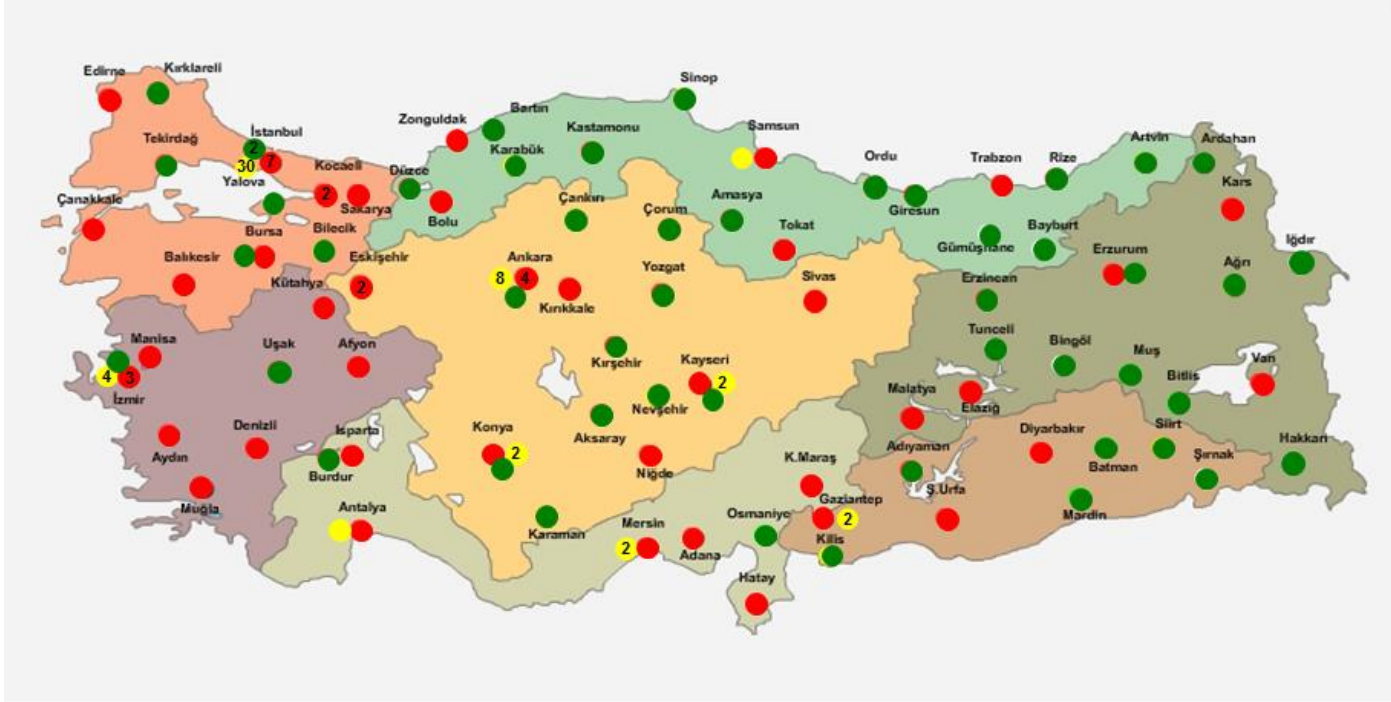 Edirne
Kırklareli
Tekirdağ
İstanbul
2
30
7
Kocaeli
2
Sakarya
Yalova
Çanakkale
Bursa
Bilecik
Balıkesir
Eskişehir
2
Kütahya
Zonguldak
Bartın
Karabük
Kastamonu
Sinop
Samsun
Düzce
Bolu
Çankırı
Çorum
Amasya
Tokat
Ordu
Giresun
Trabzon
Rize
Artvin
Ardahan
Kars
Gümüşhane
Bayburt
Erzurum
Iğdır
Ağrı
Ankara
8
4
Kırıkkale
Yozgat
Sivas
Erzincan
Tunceli
Bingöl
Muş
Bitlis
Van
Manisa
4
3
İzmir
Uşak
Afyon
Kırşehir
Kayseri
2
Nevşehir
Aksaray
Malatya
Elazığ
Aydın
Denizli
Isparta
Burdur
Konya
2
Niğde
K.Maraş
Adıyaman
Diyarbakır
Batman
Siirt
Şırnak
Hakkari
Muğla
Antalya
Karaman
Mersin
2
Adana
Osmaniye
Gaziantep
2
Kilis
Ş.Urfa
Mardin
Hatay